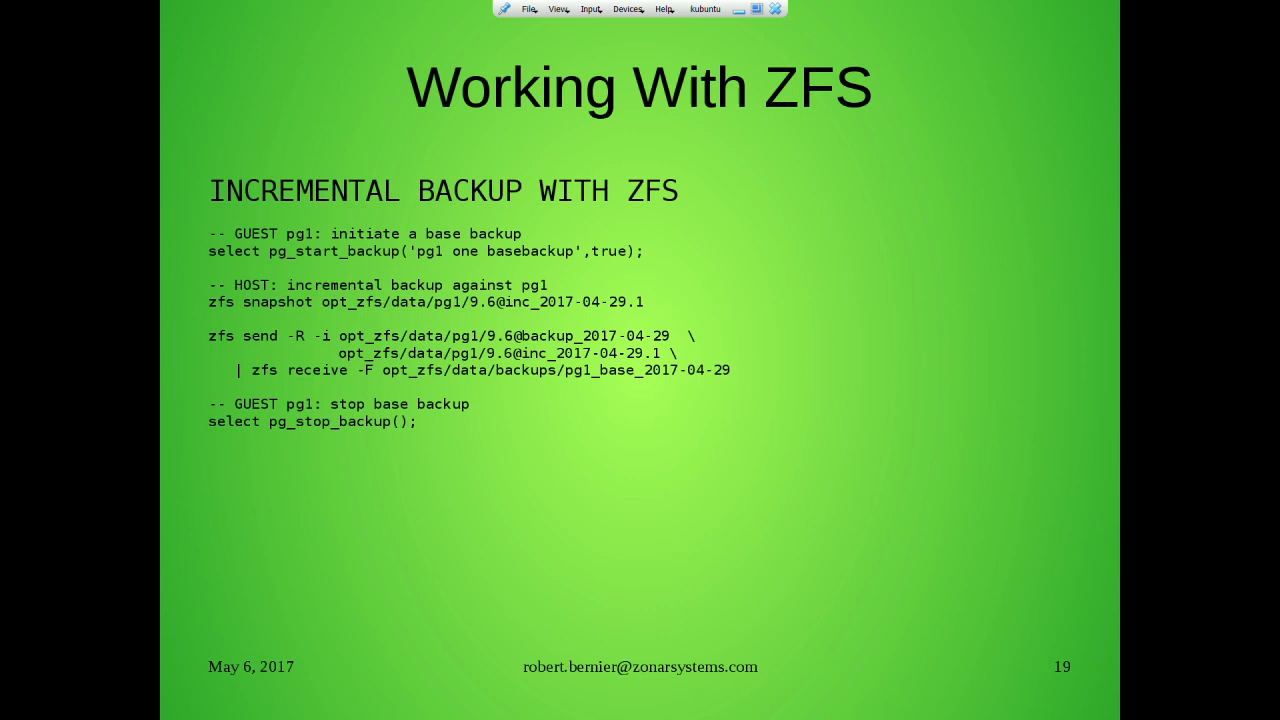 File View Input Devices Help kubuntu
Working With ZFS
INCREMENTAL BACKUP WITH ZFS
-- GUEST pg1: initiate a base backup
select pg_start_backup('pg1 one basebackup',true);
-- HOST: incremental backup against pg1
zfs snapshot opt_zfs/data/pg1/9.6@inc_2017-04-29.1
zfs send -R -i opt_zfs/data/pg1/9.6@backup_2017-04-29 \
opt_zfs/data/pg1/9.6@inc_2017-04-29.1 \
| zfs receive -F opt_zfs/data/backups/pg1_base_2017-04-29
-- GUEST pg1: stop base backup
select pg_stop_backup();
May 6, 2017 robert.bernier@zonarsystems.com 19